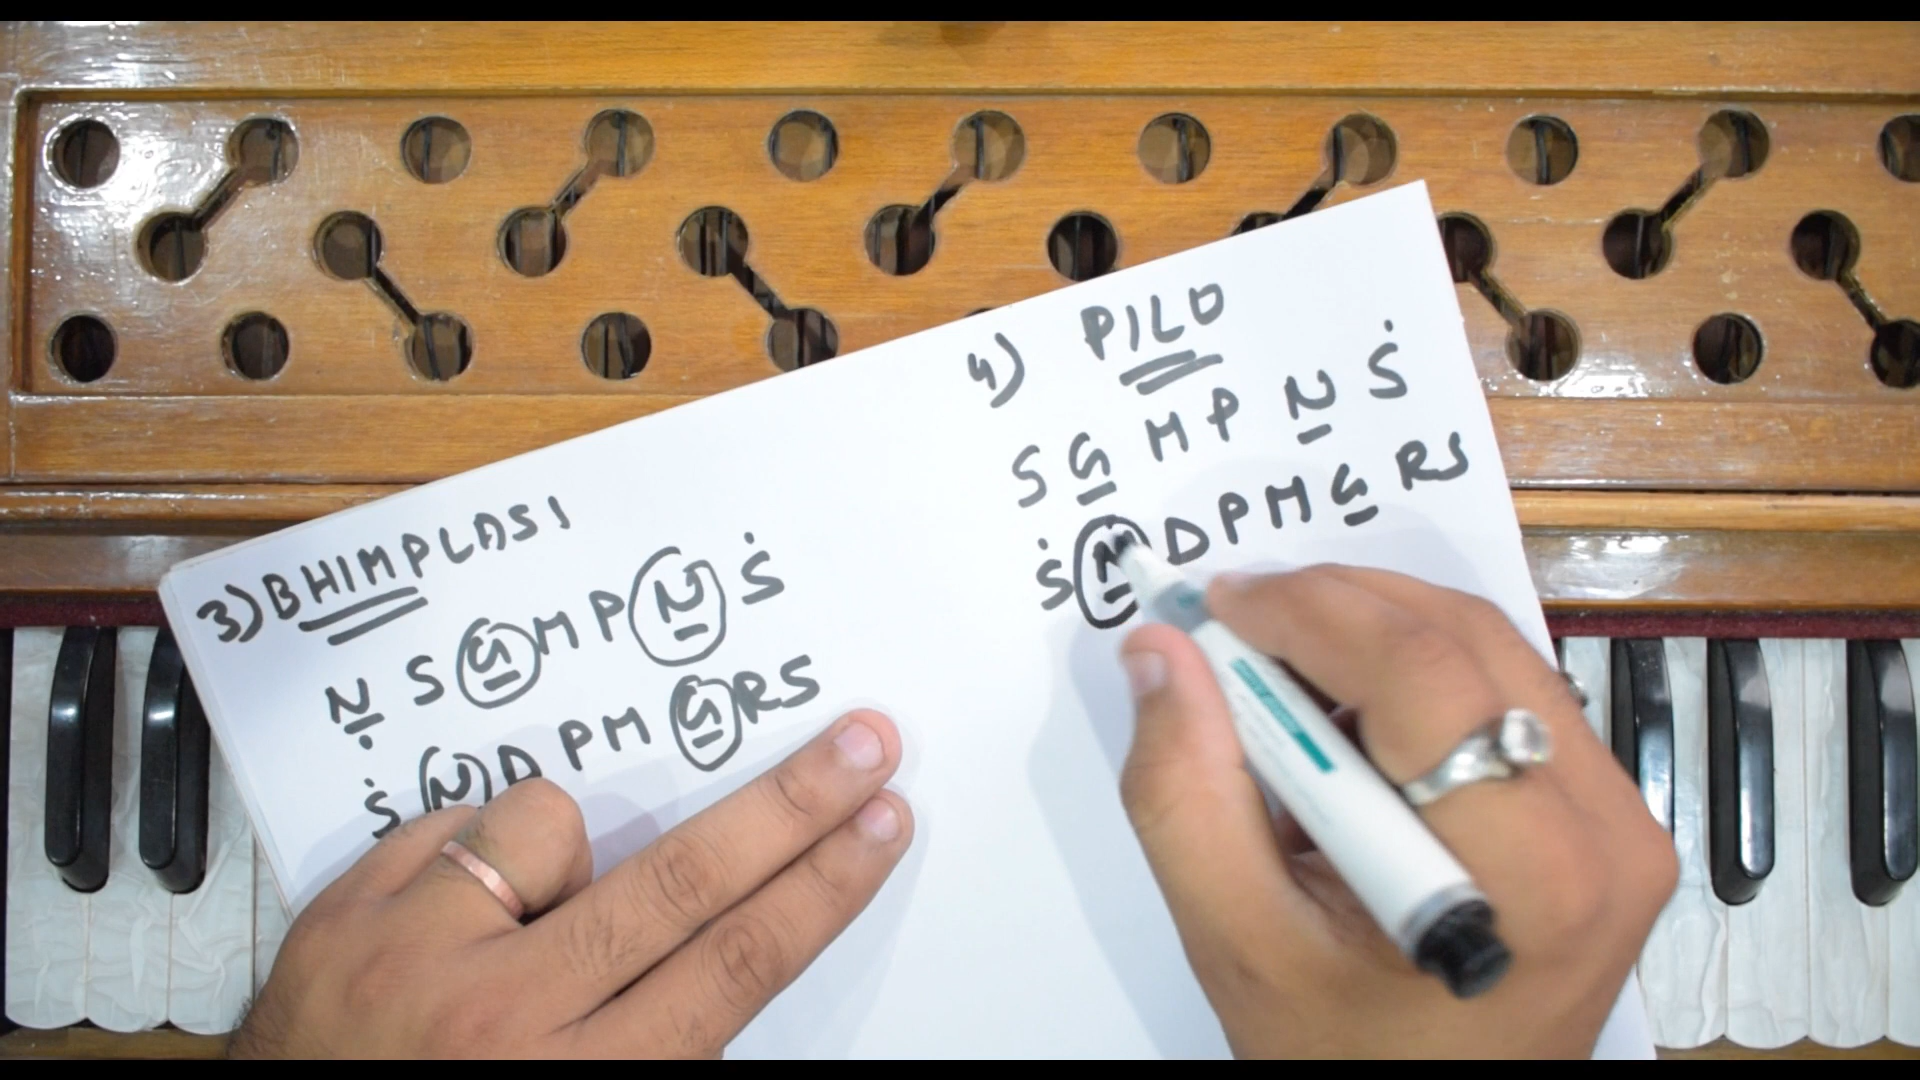 3) BHIMPLASI
Ṇ̲ S G̲ M P N̲ Ṡ
Ṡ N D P M G̲ R S
4) PILO
S G̲ M P N̲ Ṡ
Ṡ N̲ D P M G̲ R S